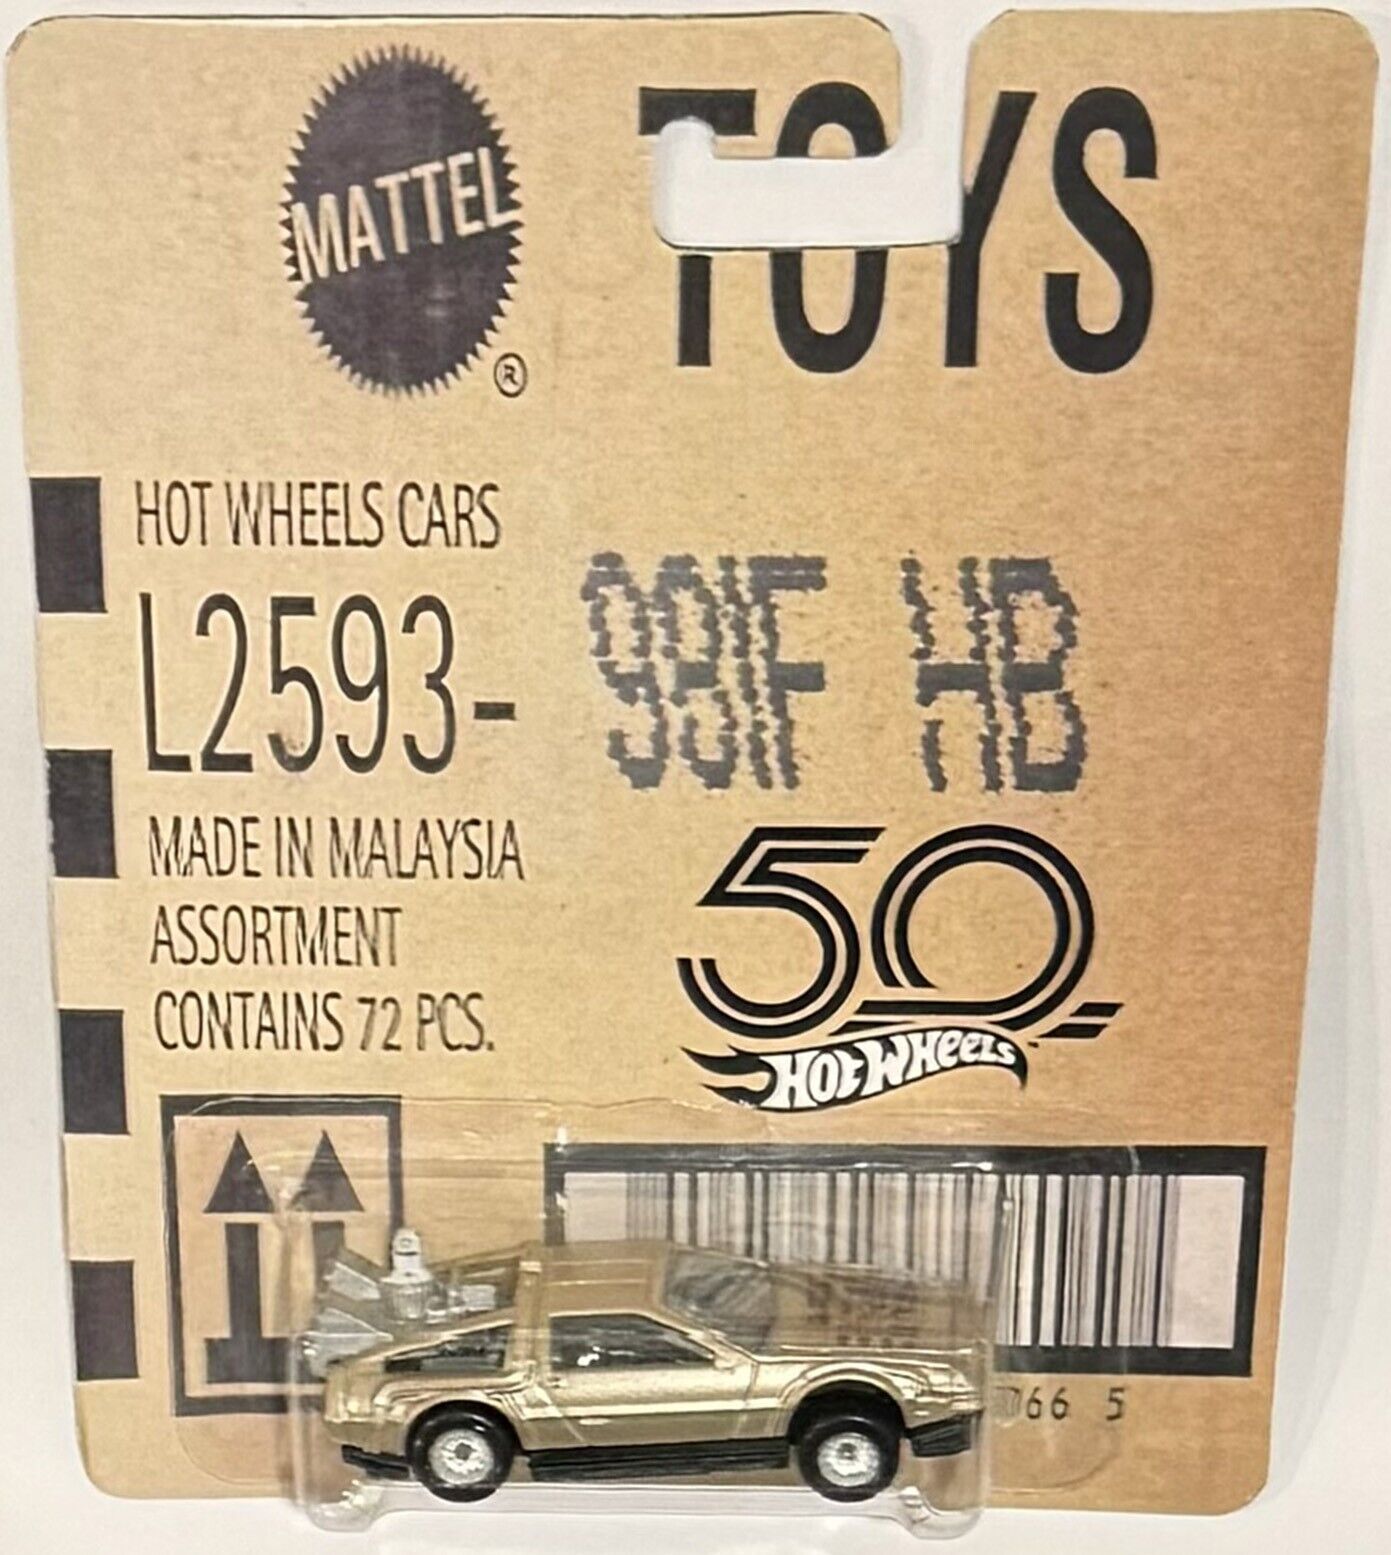 MATTEL
®
TOYS
HOT WHEELS CARS
L2593- 991F HB
MADE IN MALAYSIA
ASSORTMENT
CONTAINS 72 PCS.
50
HOT WHEELS
66 5